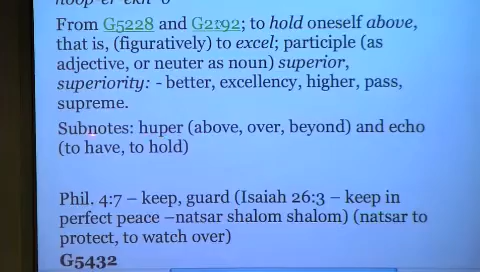 From G5228 and G2192; to hold oneself above,
that is, (figuratively) to excel; participle (as
adjective, or neuter as noun) superior,
superiority: - better, excellency, higher, pass,
supreme.
Subnotes: huper (above, over, beyond) and echo
(to have, to hold)
Phil. 4:7 – keep, guard (Isaiah 26:3 – keep in
perfect peace –natsar shalom shalom) (natsar to
protect, to watch over)
G5432